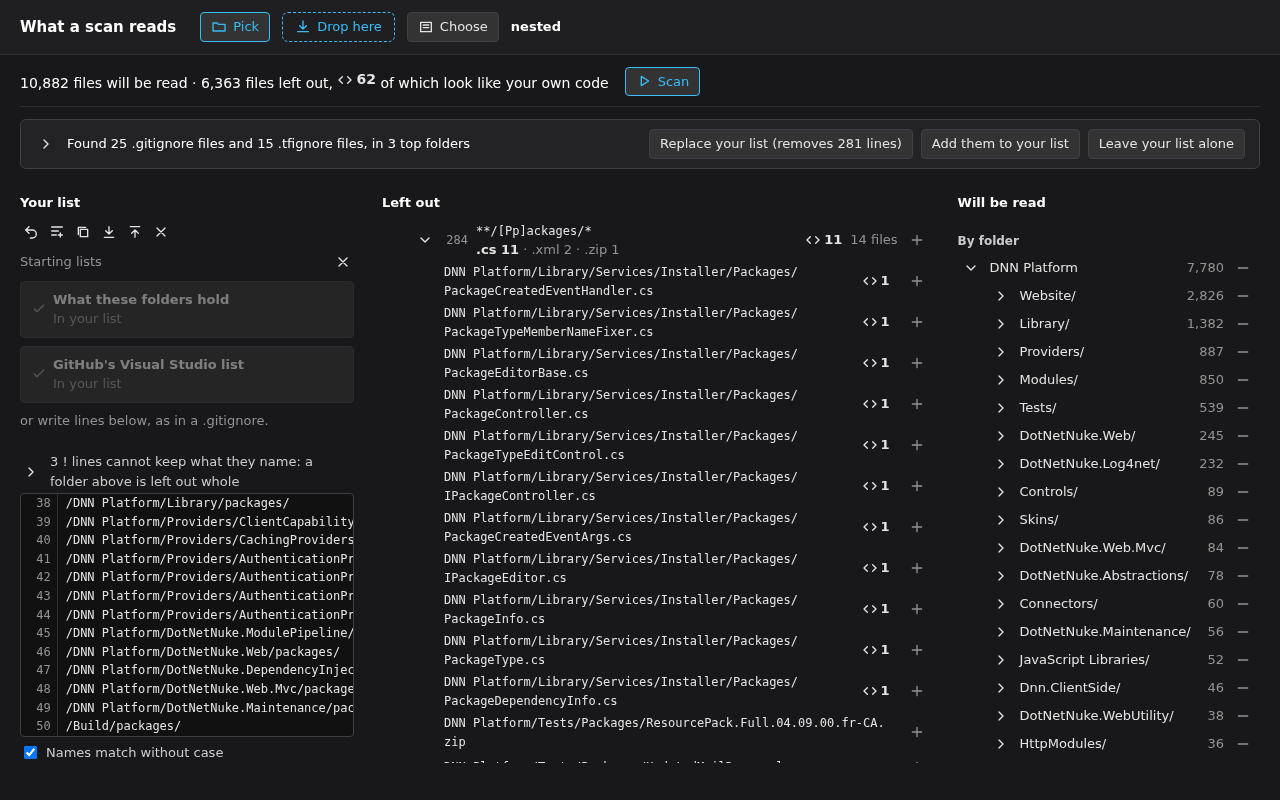 What a scan reads
Pick
Drop here
Choose
nested
10,882 files will be read · 6,363 files left out, <> 62 of which look like your own code
Scan
Found 25 .gitignore files and 15 .tfignore files, in 3 top folders
Replace your list (removes 281 lines)
Add them to your list
Leave your list alone
Your list
Starting lists
What these folders hold
In your list
GitHub's Visual Studio list
In your list
or write lines below, as in a .gitignore.
3 ! lines cannot keep what they name: a
folder above is left out whole
38 /DNN Platform/Library/packages/
39 /DNN Platform/Providers/ClientCapability
40 /DNN Platform/Providers/CachingProviders
41 /DNN Platform/Providers/AuthenticationPr
42 /DNN Platform/Providers/AuthenticationPr
43 /DNN Platform/Providers/AuthenticationPr
44 /DNN Platform/Providers/AuthenticationPr
45 /DNN Platform/DotNetNuke.ModulePipeline/
46 /DNN Platform/DotNetNuke.Web/packages/
47 /DNN Platform/DotNetNuke.DependencyInjec
48 /DNN Platform/DotNetNuke.Web.Mvc/package
49 /DNN Platform/DotNetNuke.Maintenance/pac
50 /Build/packages/
Names match without case
Left out
284 **/[Pp]ackages/*
.cs 11 · .xml 2 · .zip 1
<> 11 14 files
DNN Platform/Library/Services/Installer/Packages/
PackageCreatedEventHandler.cs
<> 1
DNN Platform/Library/Services/Installer/Packages/
PackageTypeMemberNameFixer.cs
<> 1
DNN Platform/Library/Services/Installer/Packages/
PackageEditorBase.cs
<> 1
DNN Platform/Library/Services/Installer/Packages/
PackageController.cs
<> 1
DNN Platform/Library/Services/Installer/Packages/
PackageTypeEditControl.cs
<> 1
DNN Platform/Library/Services/Installer/Packages/
IPackageController.cs
<> 1
DNN Platform/Library/Services/Installer/Packages/
PackageCreatedEventArgs.cs
<> 1
DNN Platform/Library/Services/Installer/Packages/
IPackageEditor.cs
<> 1
DNN Platform/Library/Services/Installer/Packages/
PackageInfo.cs
<> 1
DNN Platform/Library/Services/Installer/Packages/
PackageType.cs
<> 1
DNN Platform/Library/Services/Installer/Packages/
PackageDependencyInfo.cs
<> 1
DNN Platform/Tests/Packages/ResourcePack.Full.04.09.00.fr-CA.
zip
Will be read
By folder
DNN Platform 7,780
Website/ 2,826
Library/ 1,382
Providers/ 887
Modules/ 850
Tests/ 539
DotNetNuke.Web/ 245
DotNetNuke.Log4net/ 232
Controls/ 89
Skins/ 86
DotNetNuke.Web.Mvc/ 84
DotNetNuke.Abstractions/ 78
Connectors/ 60
DotNetNuke.Maintenance/ 56
JavaScript Libraries/ 52
Dnn.ClientSide/ 46
DotNetNuke.WebUtility/ 38
HttpModules/ 36